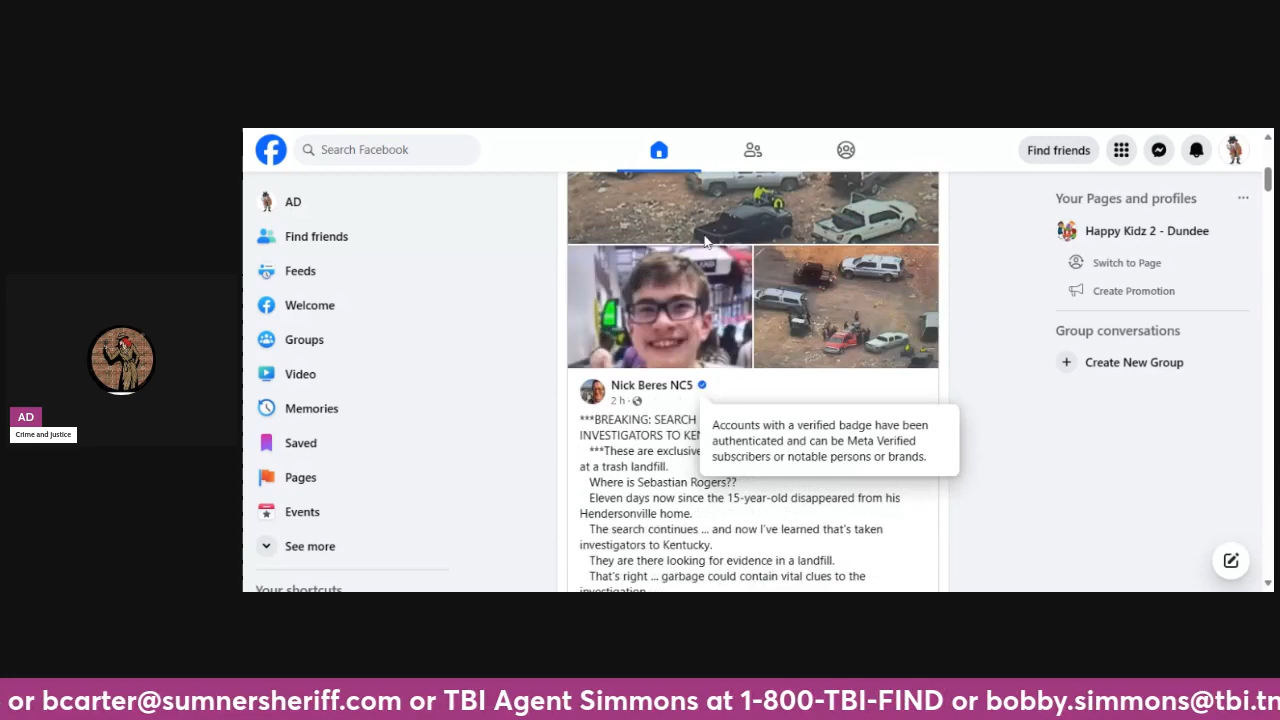 Search Facebook
Find friends
AD
Find friends
Feeds
Welcome
Groups
Video
Memories
Saved
Pages
Events
See more
Your shortcuts
Nick Beres NC5
2 h
***BREAKING: SEARCH
INVESTIGATORS TO KEN
***These are exclusive
at a trash landfill.
Where is Sebastian Rogers??
Eleven days now since the 15-year-old disappeared from his
Hendersonville home.
The search continues ... and now I've learned that's taken
investigators to Kentucky.
They are there looking for evidence in a landfill.
That's right ... garbage could contain vital clues to the
investigation.
Accounts with a verified badge have been
authenticated and can be Meta Verified
subscribers or notable persons or brands.
Your Pages and profiles
Happy Kidz 2 - Dundee
Switch to Page
Create Promotion
Group conversations
Create New Group
AD
Crime and Justice
or bcarter@sumnersheriff.com or TBI Agent Simmons at 1-800-TBI-FIND or bobby.simmons@tbi.tn